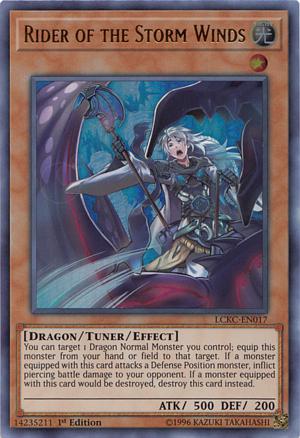 RIDER OF THE STORM WINDS
光
LCKC-EN017
[DRAGON/TUNER/EFFECT]
You can target 1 Dragon Normal Monster you control; equip this
monster from your hand or field to that target. If a monster
equipped with this card attacks a Defense Position monster, inflict
piercing battle damage to your opponent. If a monster equipped
with this card would be destroyed, destroy this card instead.
ATK/ 500 DEF/ 200
14235211 1st Edition ©1996 KAZUKI TAKAHASHI